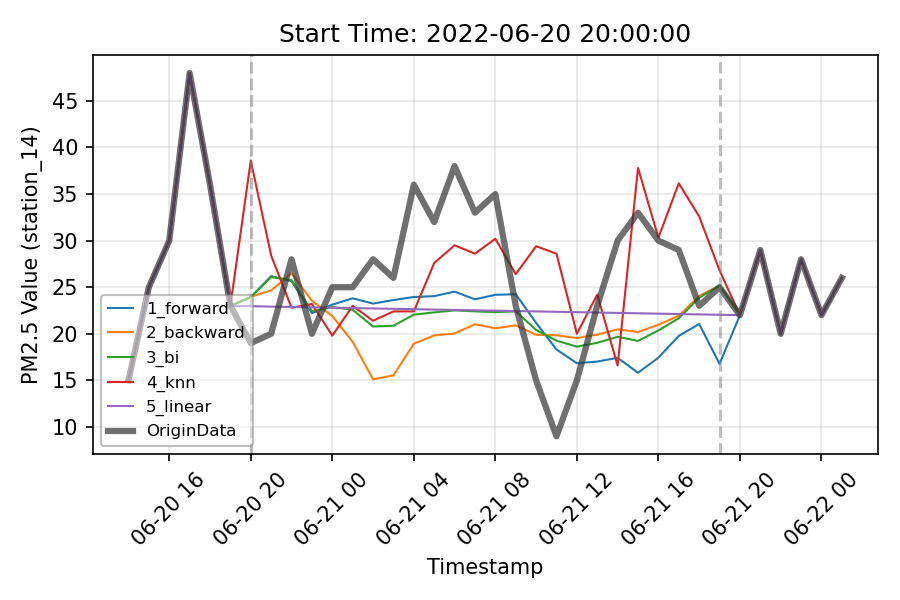 Start Time: 2022-06-20 20:00:00
PM2.5 Value (station_14)
45
40
35
30
25
20
15
10
1_forward
2_backward
3_bi
4_knn
5_linear
OriginData
06-20 16
06-20 20
06-21 00
06-21 04
06-21 08
06-21 12
06-21 16
06-21 20
06-22 00
Timestamp